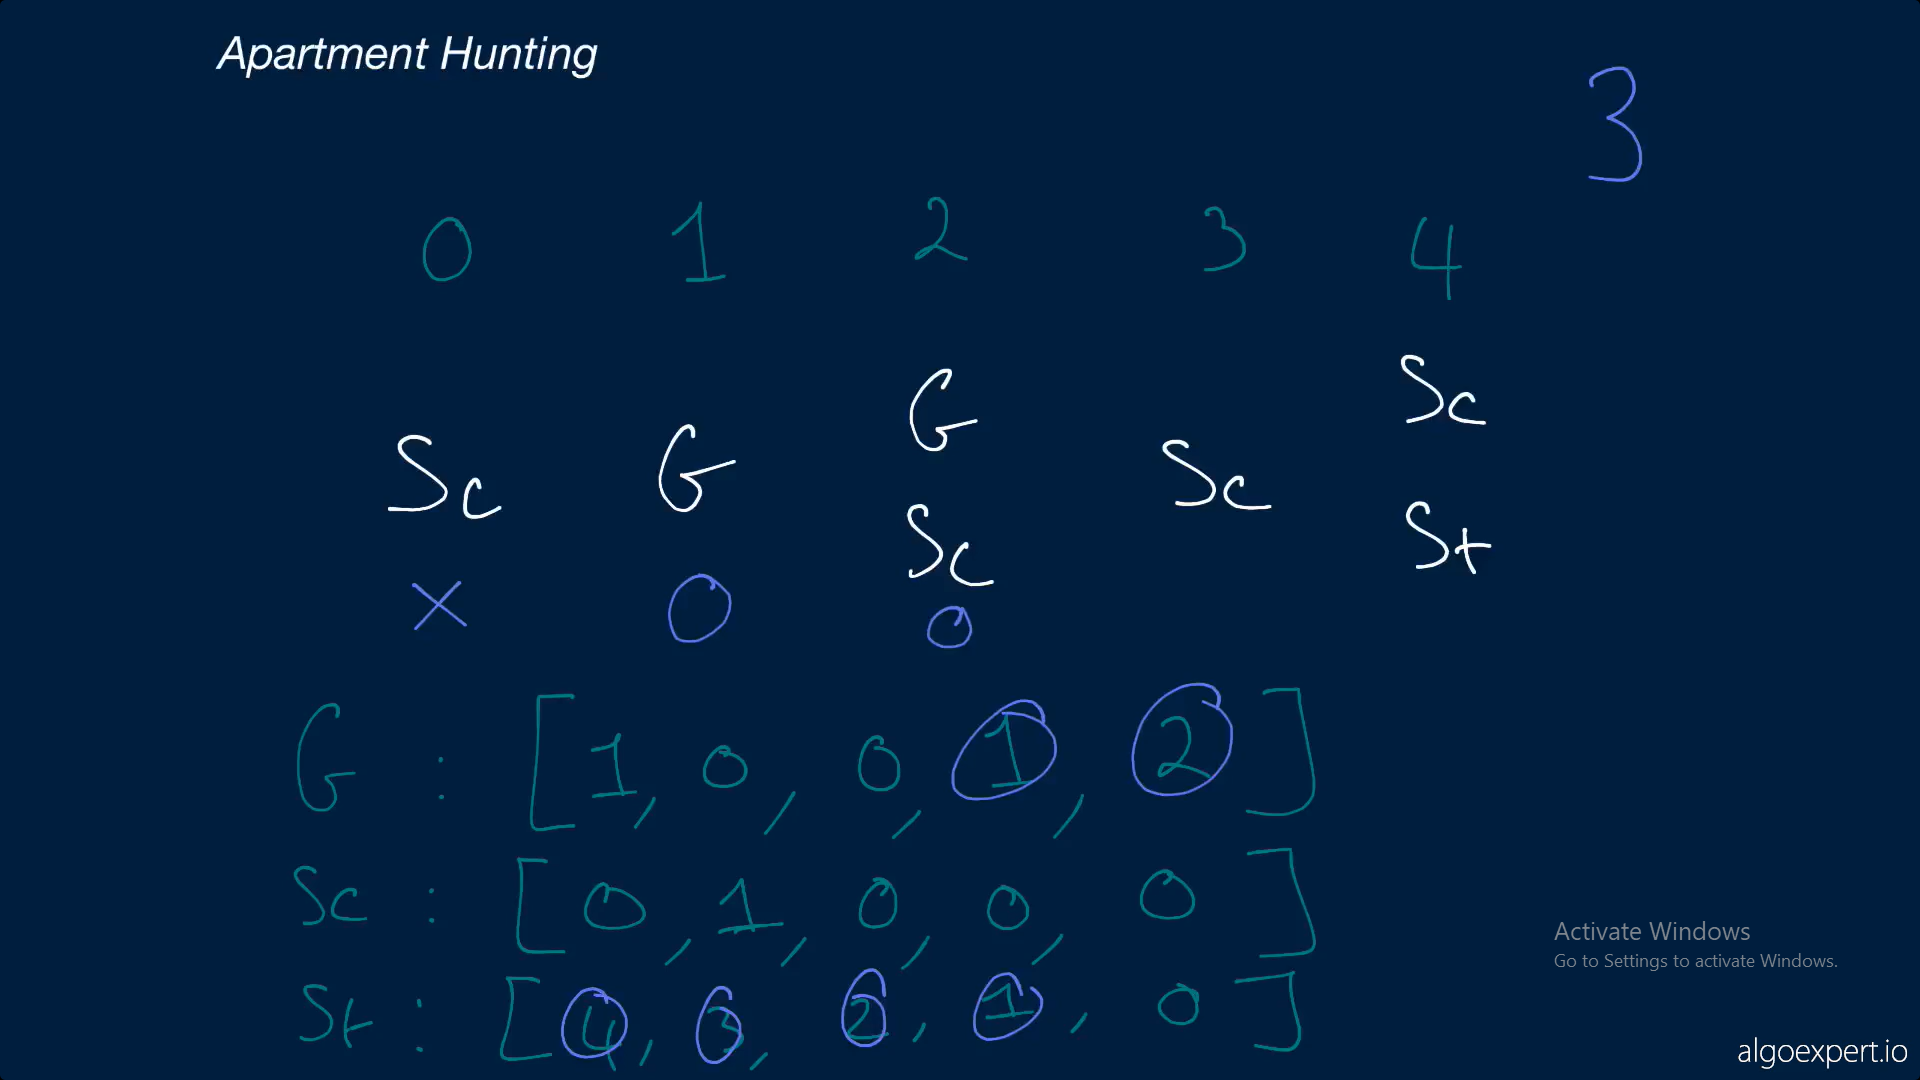 Apartment Hunting
3
0 1 2 3 4
G Sc
Sc G Sc
Sc St
X 0 0
G : [1, 0, 0, 1, 2]
Sc : [0, 1, 0, 0, 0]
St : [4, 3, 2, 1, 0]
Activate Windows
Go to Settings to activate Windows.
algoexpert.io